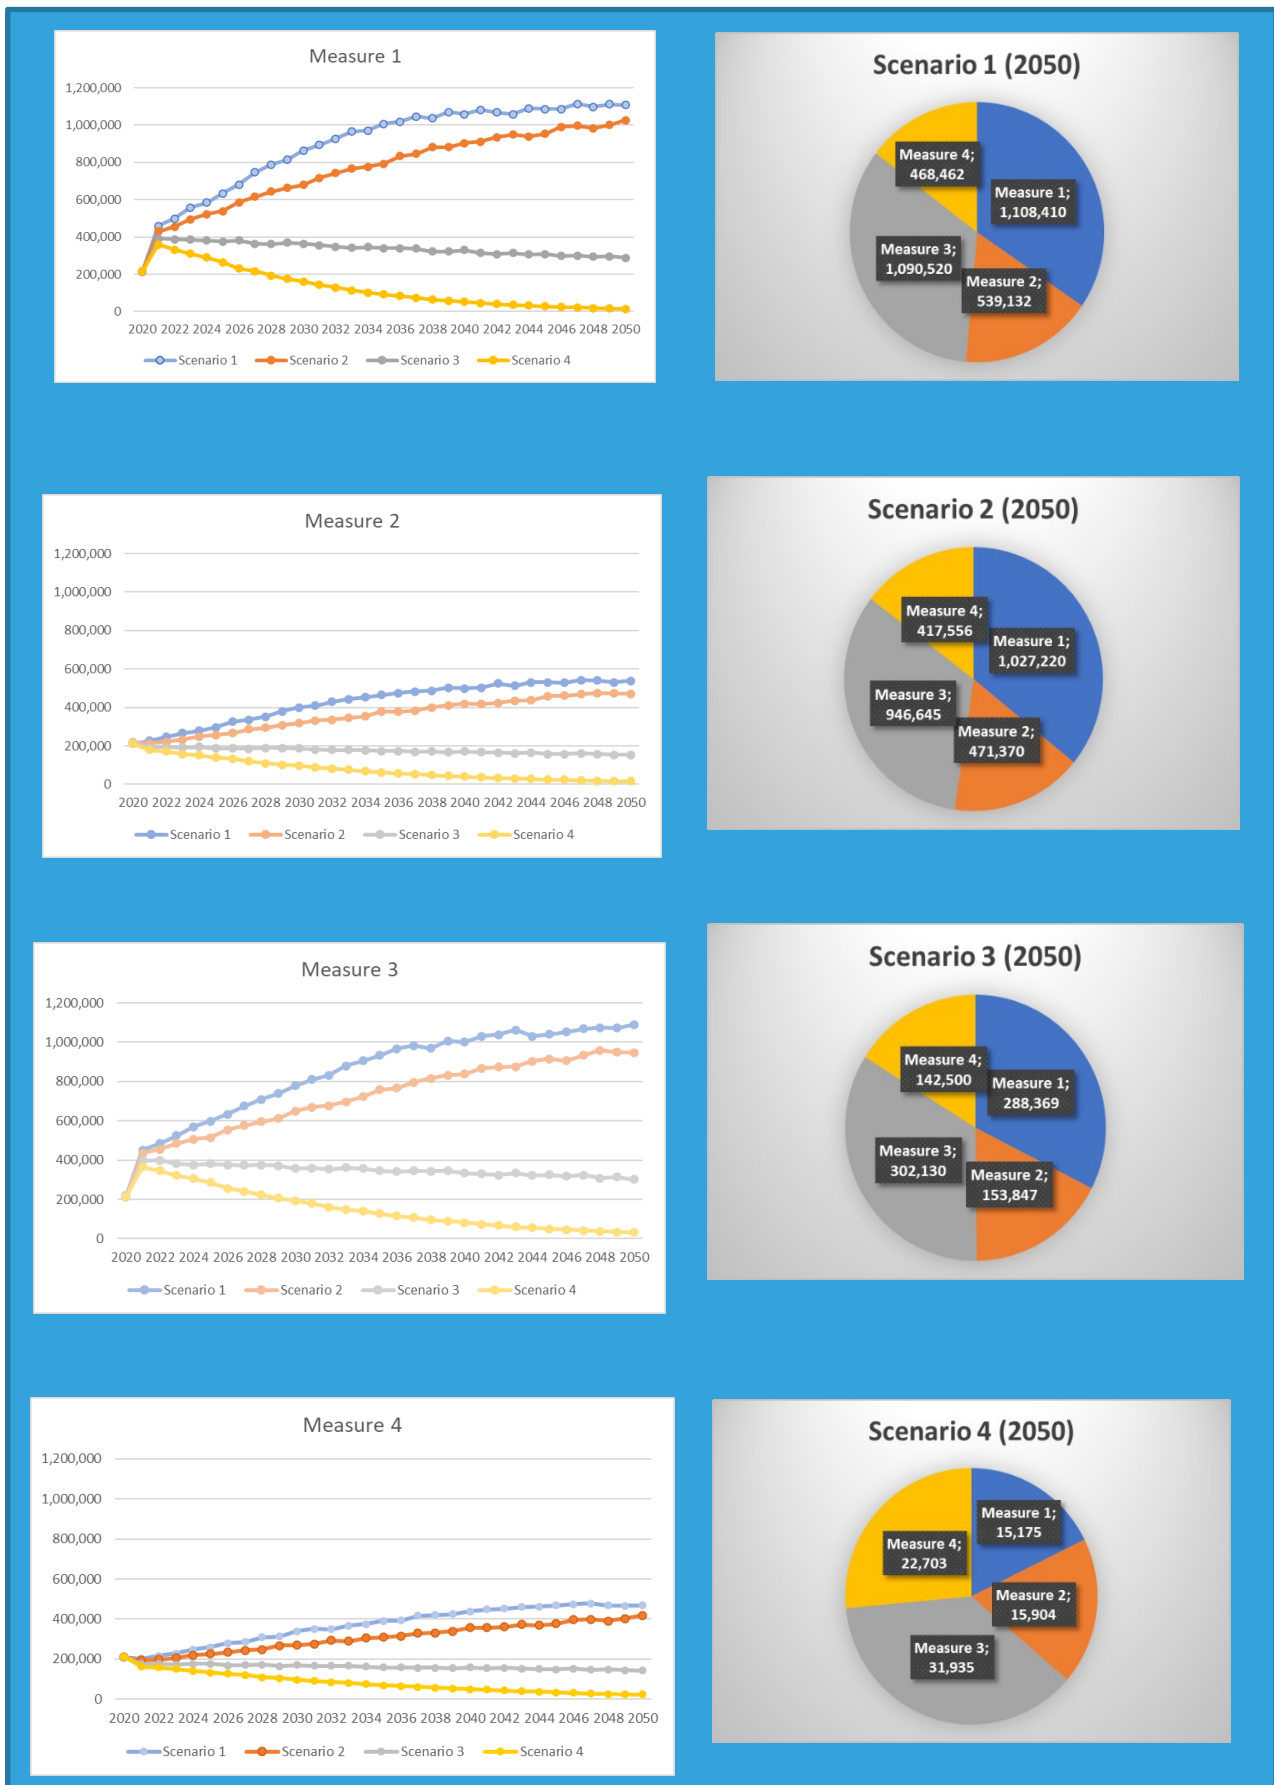 Measure 1
1,200,000
1,000,000
800,000
600,000
400,000
200,000
0
2020 2022 2024 2026 2028 2030 2032 2034 2036 2038 2040 2042 2044 2046 2048 2050
Scenario 1 Scenario 2 Scenario 3 Scenario 4
Scenario 1 (2050)
Measure 4;
468,462
Measure 1;
1,108,410
Measure 3;
1,090,520
Measure 2;
539,132
Measure 2
1,200,000
1,000,000
800,000
600,000
400,000
200,000
0
2020 2022 2024 2026 2028 2030 2032 2034 2036 2038 2040 2042 2044 2046 2048 2050
Scenario 1 Scenario 2 Scenario 3 Scenario 4
Scenario 2 (2050)
Measure 4;
417,556
Measure 1;
1,027,220
Measure 3;
946,645
Measure 2;
471,370
Measure 3
1,200,000
1,000,000
800,000
600,000
400,000
200,000
0
2020 2022 2024 2026 2028 2030 2032 2034 2036 2038 2040 2042 2044 2046 2048 2050
Scenario 1 Scenario 2 Scenario 3 Scenario 4
Scenario 3 (2050)
Measure 4;
142,500
Measure 1;
288,369
Measure 3;
302,130
Measure 2;
153,847
Measure 4
1,200,000
1,000,000
800,000
600,000
400,000
200,000
0
2020 2022 2024 2026 2028 2030 2032 2034 2036 2038 2040 2042 2044 2046 2048 2050
Scenario 1 Scenario 2 Scenario 3 Scenario 4
Scenario 4 (2050)
Measure 1;
15,175
Measure 4;
22,703
Measure 2;
15,904
Measure 3;
31,935